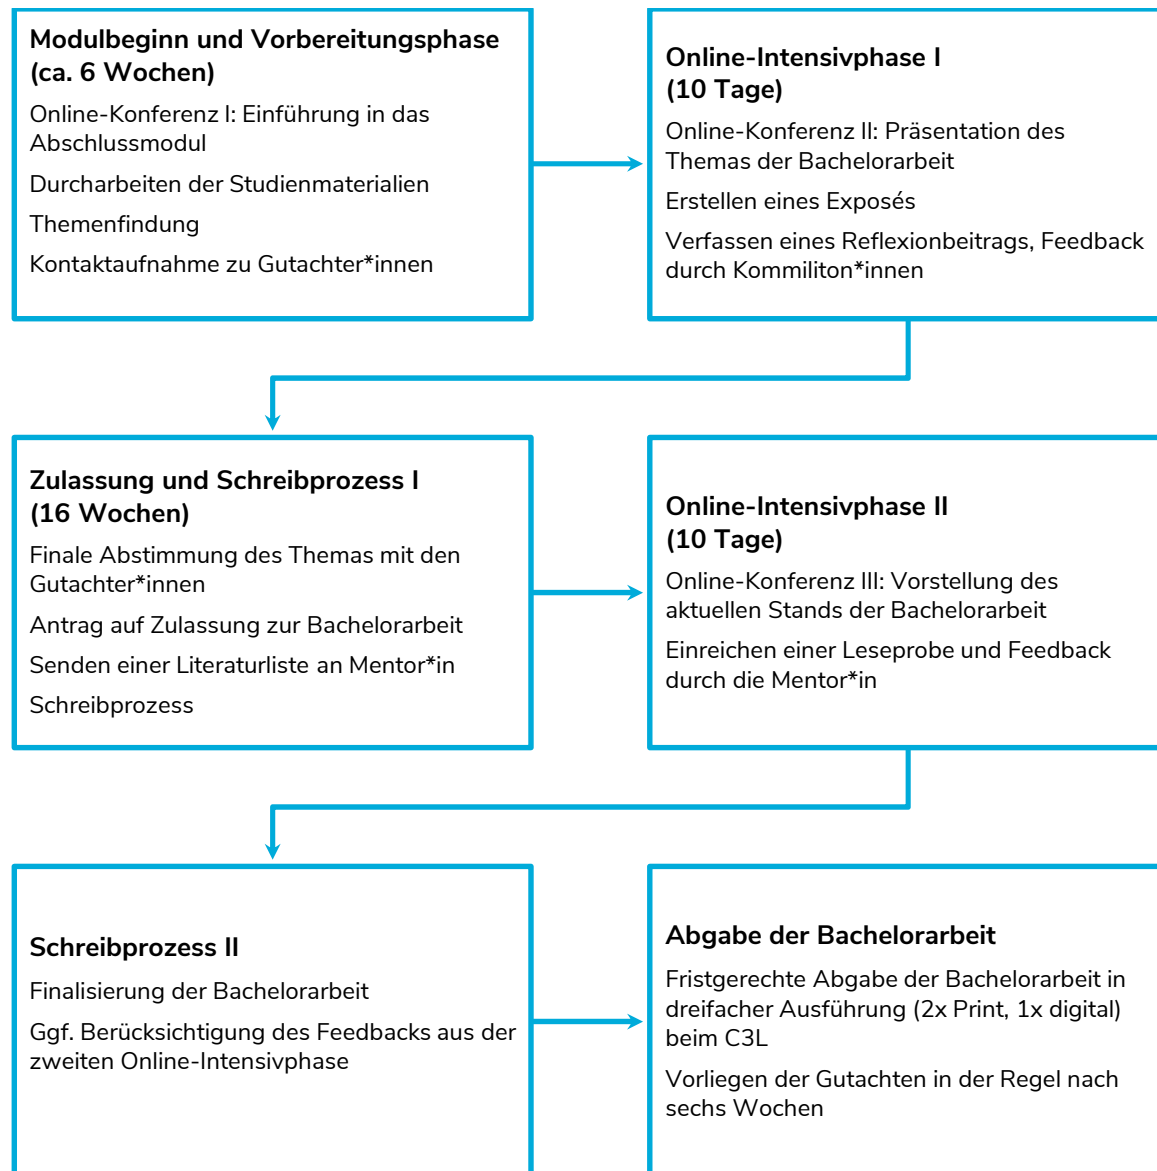 Modulbeginn und Vorbereitungsphase
(ca. 6 Wochen)
Online-Konferenz I: Einführung in das
Abschlussmodul
Durcharbeiten der Studienmaterialien
Themenfindung
Kontaktaufnahme zu Gutachter*innen
Online-Intensivphase I
(10 Tage)
Online-Konferenz II: Präsentation des
Themas der Bachelorarbeit
Erstellen eines Exposés
Verfassen eines Reflexionbeitrags, Feedback
durch Kommiliton*innen
Zulassung und Schreibprozess I
(16 Wochen)
Finale Abstimmung des Themas mit den
Gutachter*innen
Antrag auf Zulassung zur Bachelorarbeit
Senden einer Literaturliste an Mentor*in
Schreibprozess
Online-Intensivphase II
(10 Tage)
Online-Konferenz III: Vorstellung des
aktuellen Stands der Bachelorarbeit
Einreichen einer Leseprobe und Feedback
durch die Mentor*in
Schreibprozess II
Finalisierung der Bachelorarbeit
Ggf. Berücksichtigung des Feedbacks aus der
zweiten Online-Intensivphase
Abgabe der Bachelorarbeit
Fristgerechte Abgabe der Bachelorarbeit in
dreifacher Ausführung (2x Print, 1x digital)
beim C3L
Vorliegen der Gutachten in der Regel nach
sechs Wochen